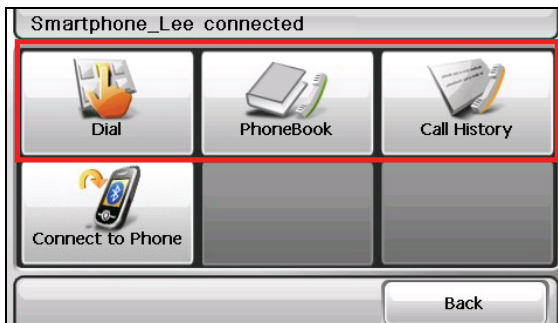 Smartphone_Lee connected
Dial
PhoneBook
Call History
Connect to Phone
Back